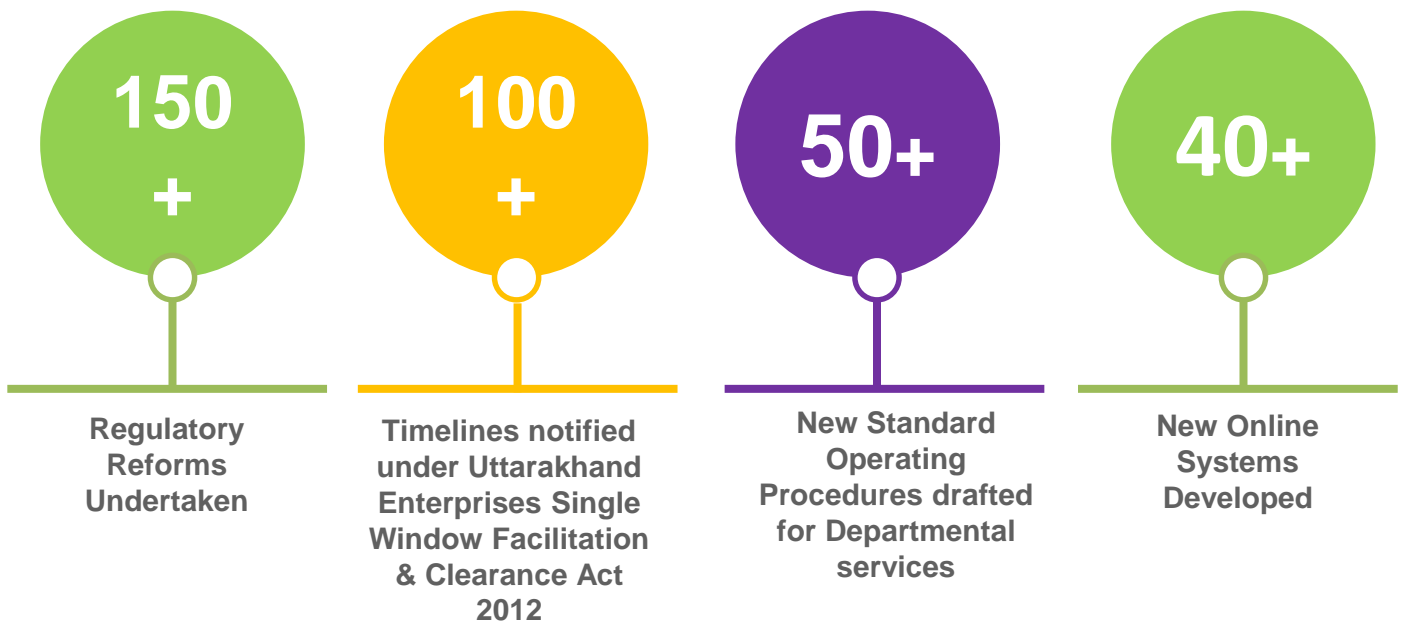 150
+
Regulatory
Reforms
Undertaken
100
+
Timelines notified
under Uttarakhand
Enterprises Single
Window Facilitation
& Clearance Act
2012
50+
New Standard
Operating
Procedures drafted
for Departmental
services
40+
New Online
Systems
Developed